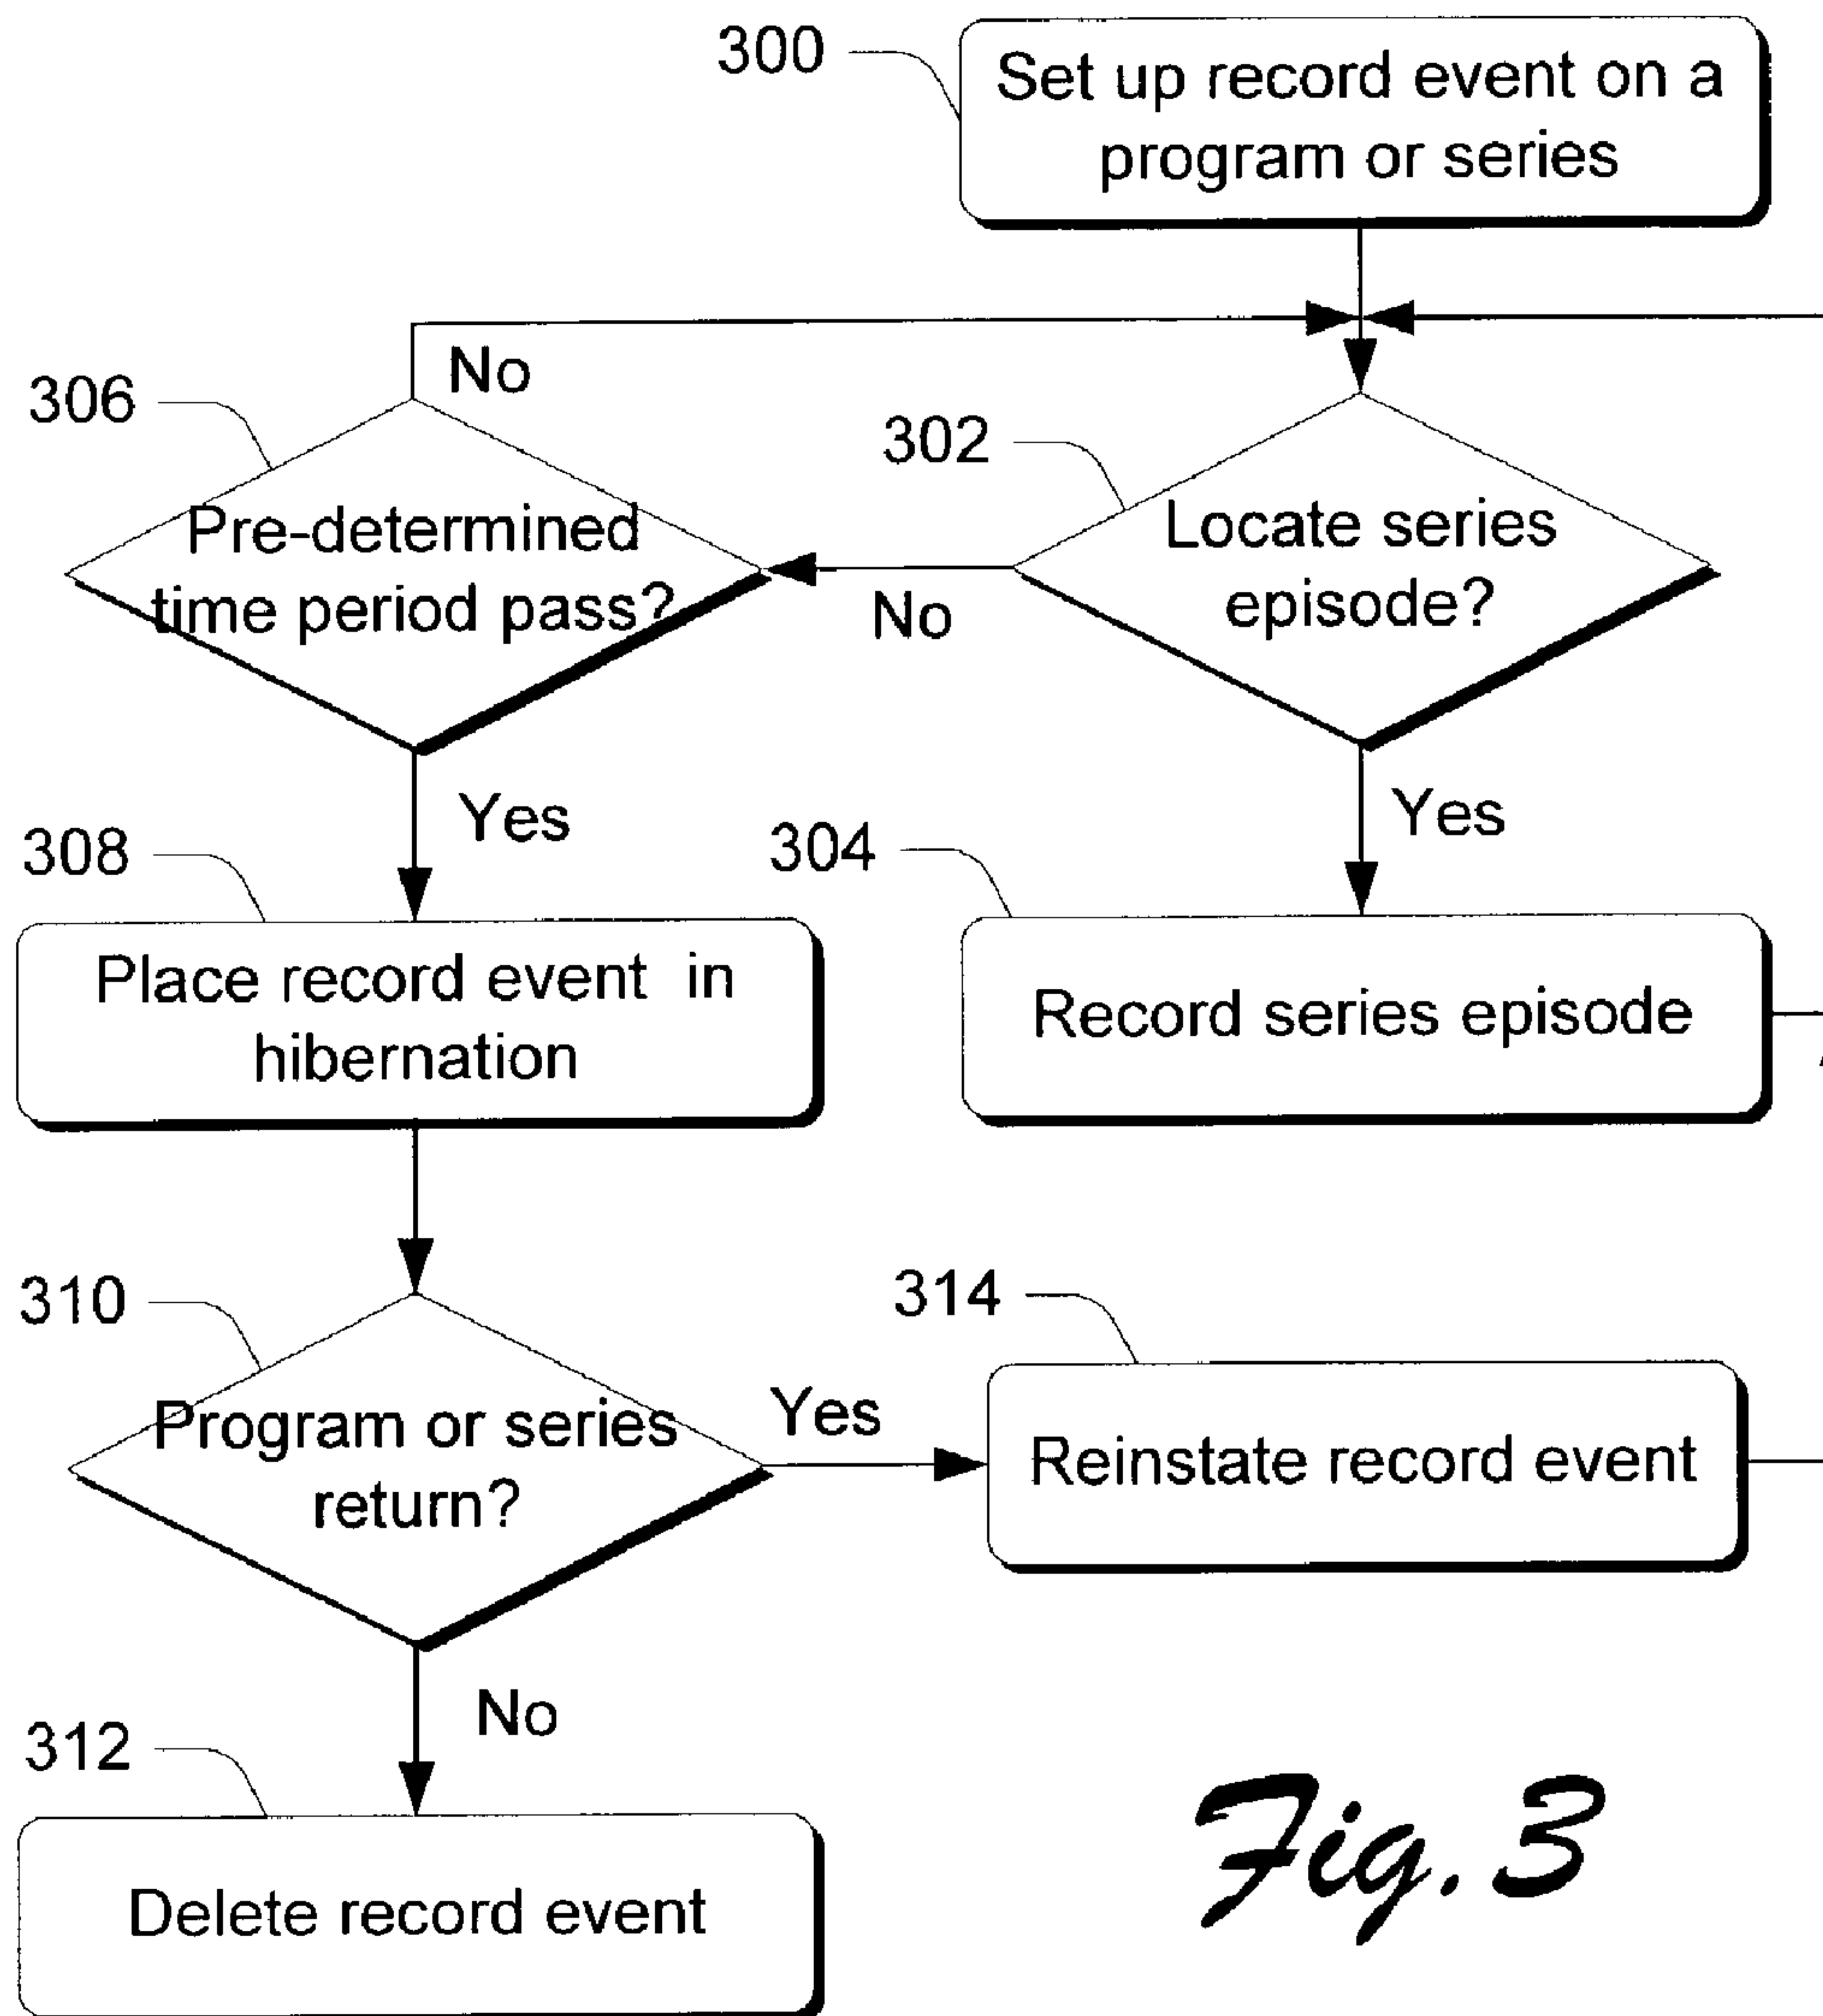 300
Set up record event on a
program or series
No
306
302
Pre-determined
time period pass?
Locate series
episode?
No
Yes
Yes
308
304
Place record event in
hibernation
Record series episode
310
314
Program or series
return?
Yes
Reinstate record event
No
312
Delete record event
Fig. 3